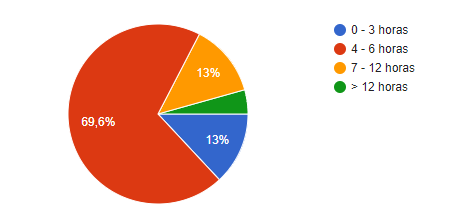 0 - 3 horas
4 - 6 horas
7 - 12 horas
> 12 horas
13%
69,6%
13%